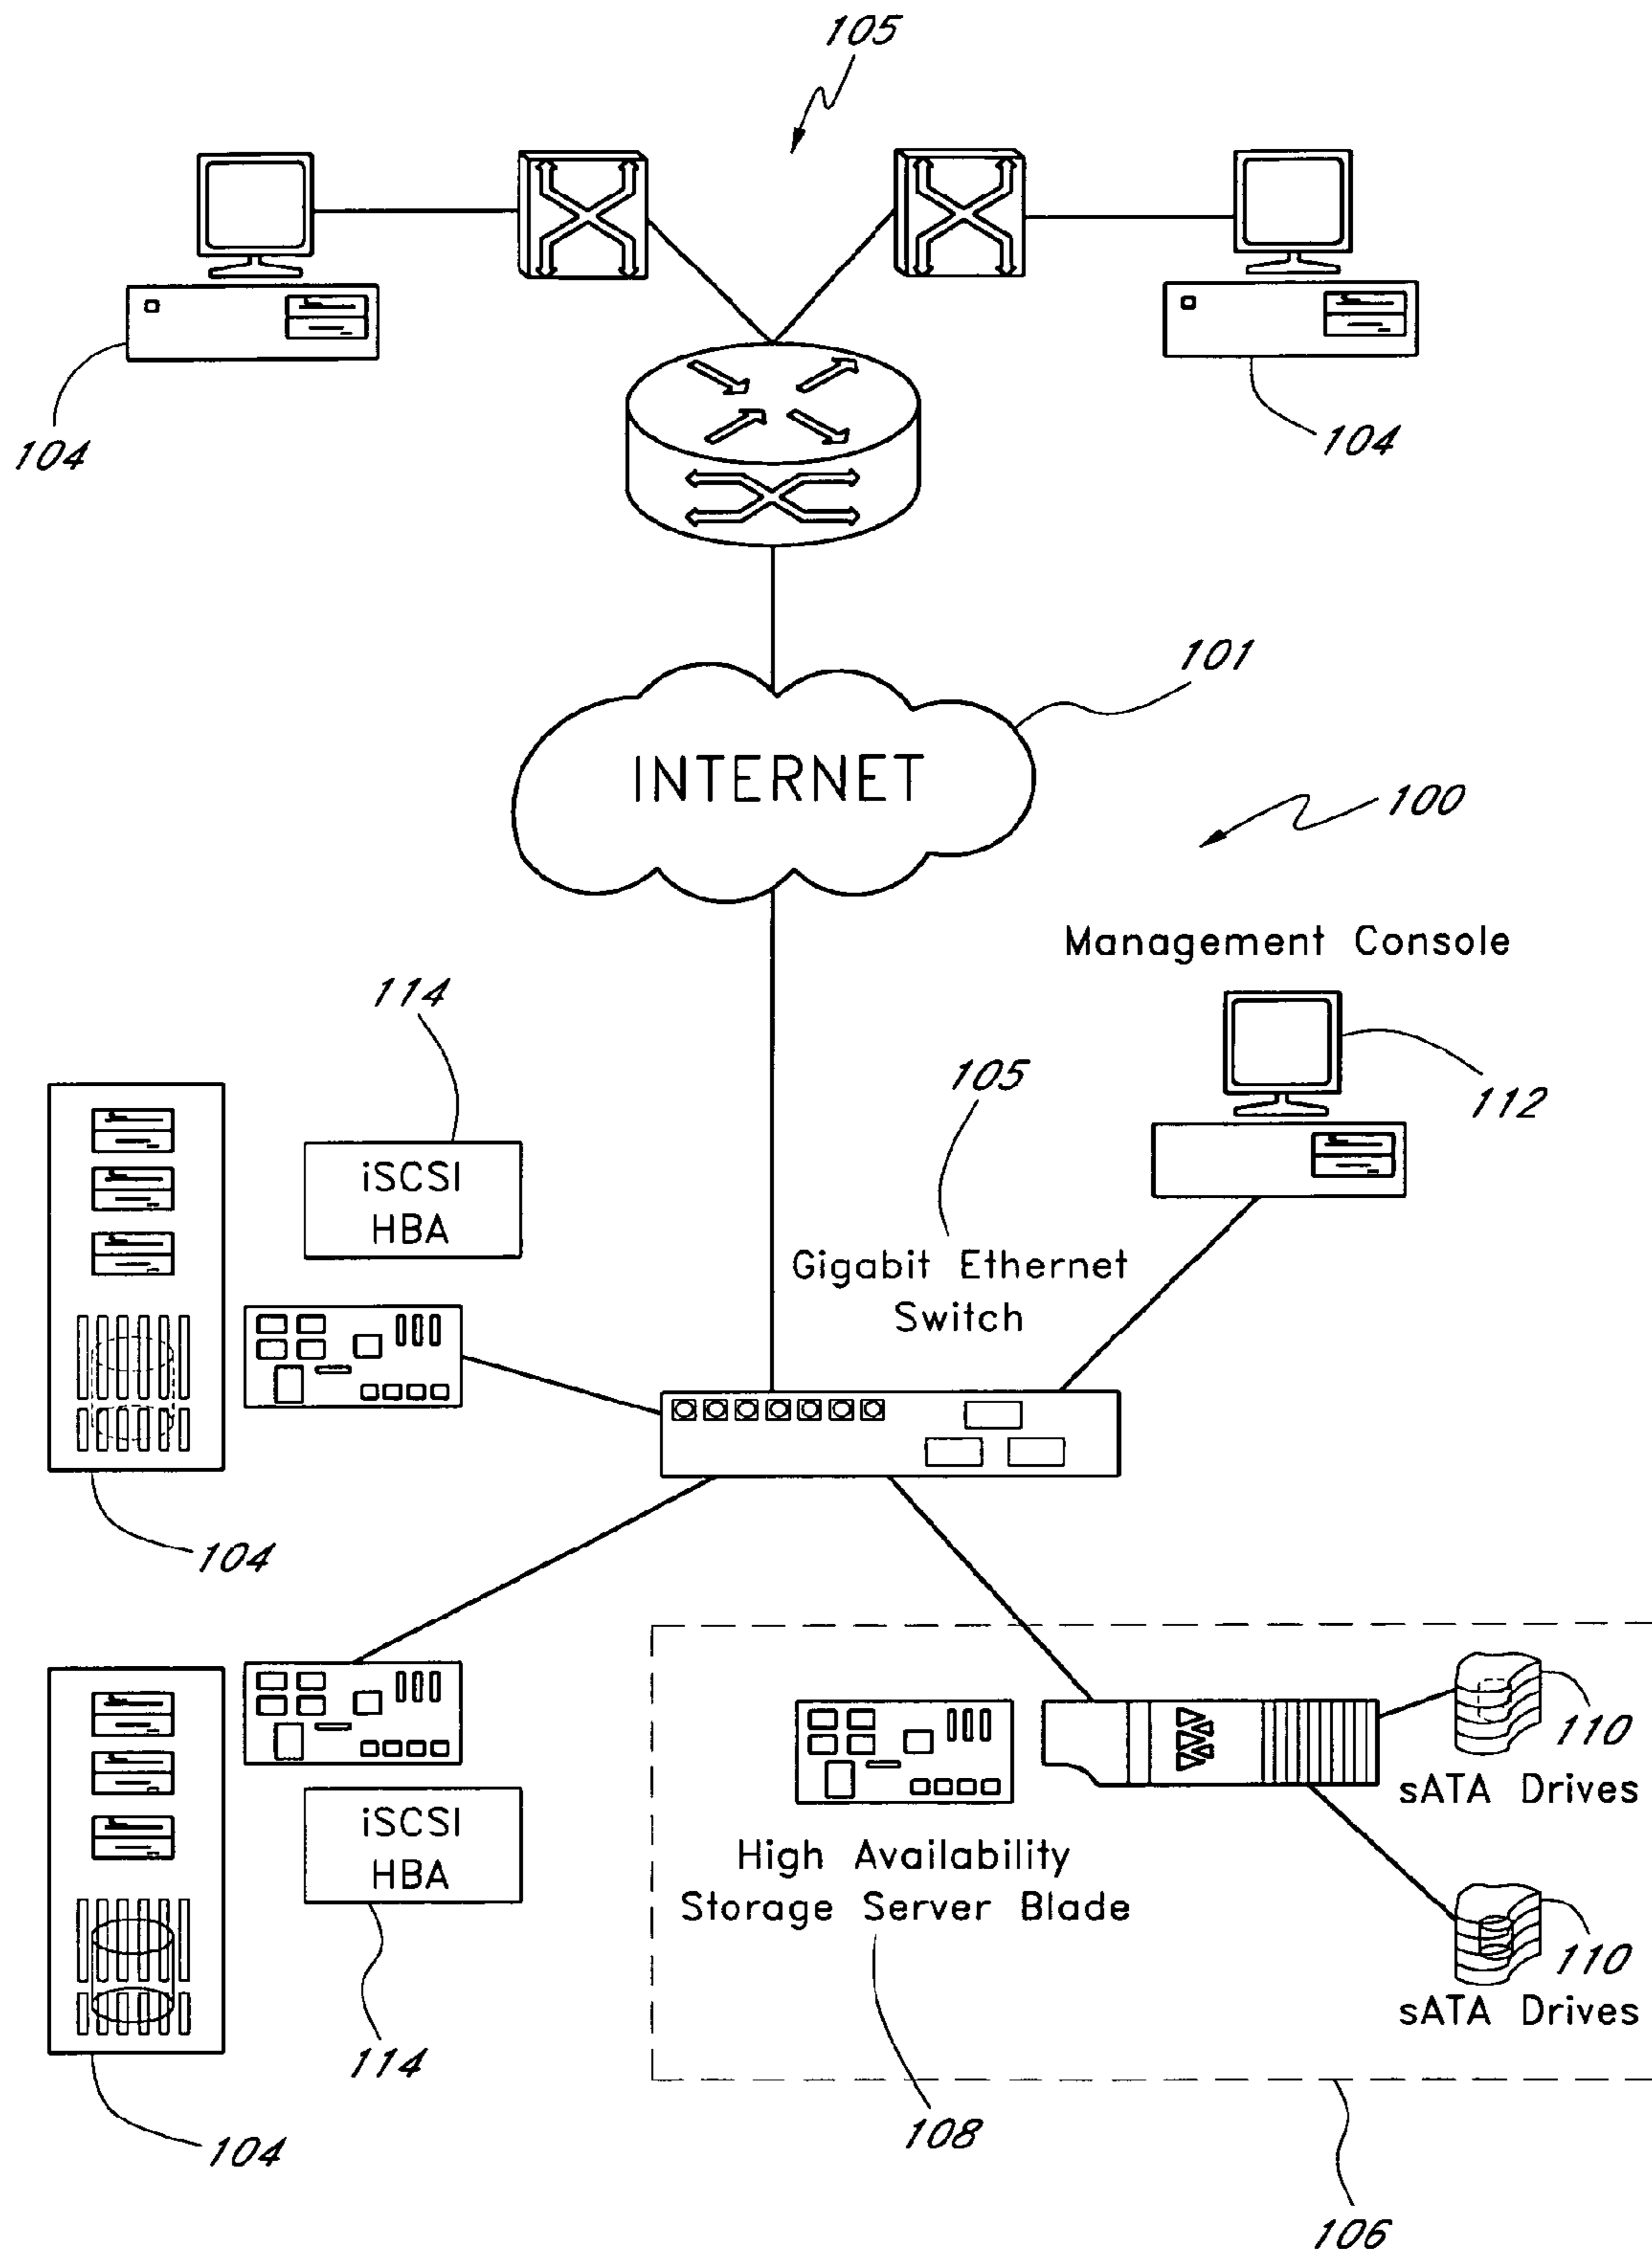 105
104
104
101
INTERNET
100
Management Console
114
105
112
iSCSI
HBA
Gigabit Ethernet
Switch
104
110
sATA Drives
iSCSI
HBA
High Availability
Storage Server Blade
110
sATA Drives
114
108
104
106